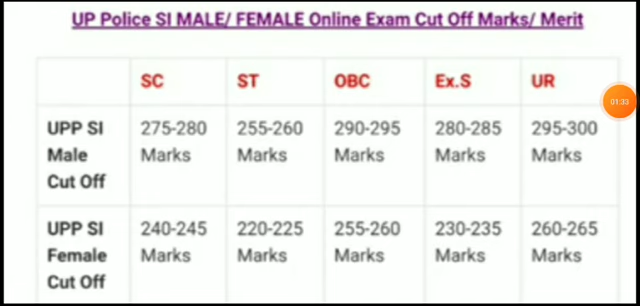 UP Police SI MALE/ FEMALE Online Exam Cut Off Marks/ Merit
SC ST OBC Ex.S UR
01:33
UPP SI 275-280 255-260 290-295 280-285 295-300
Male Marks Marks Marks Marks Marks
Cut Off
UPP SI 240-245 220-225 255-260 230-235 260-265
Female Marks Marks Marks Marks Marks
Cut Off